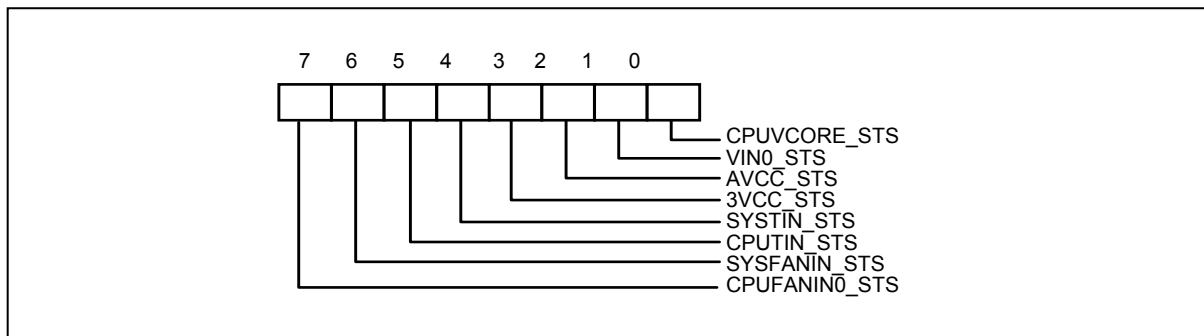 7 6 5 4 3 2 1 0
CPUVCORE_STS
VIN0_STS
AVCC_STS
3VCC_STS
SYSTIN_STS
CPUTIN_STS
SYSFANIN_STS
CPUFANIN0_STS